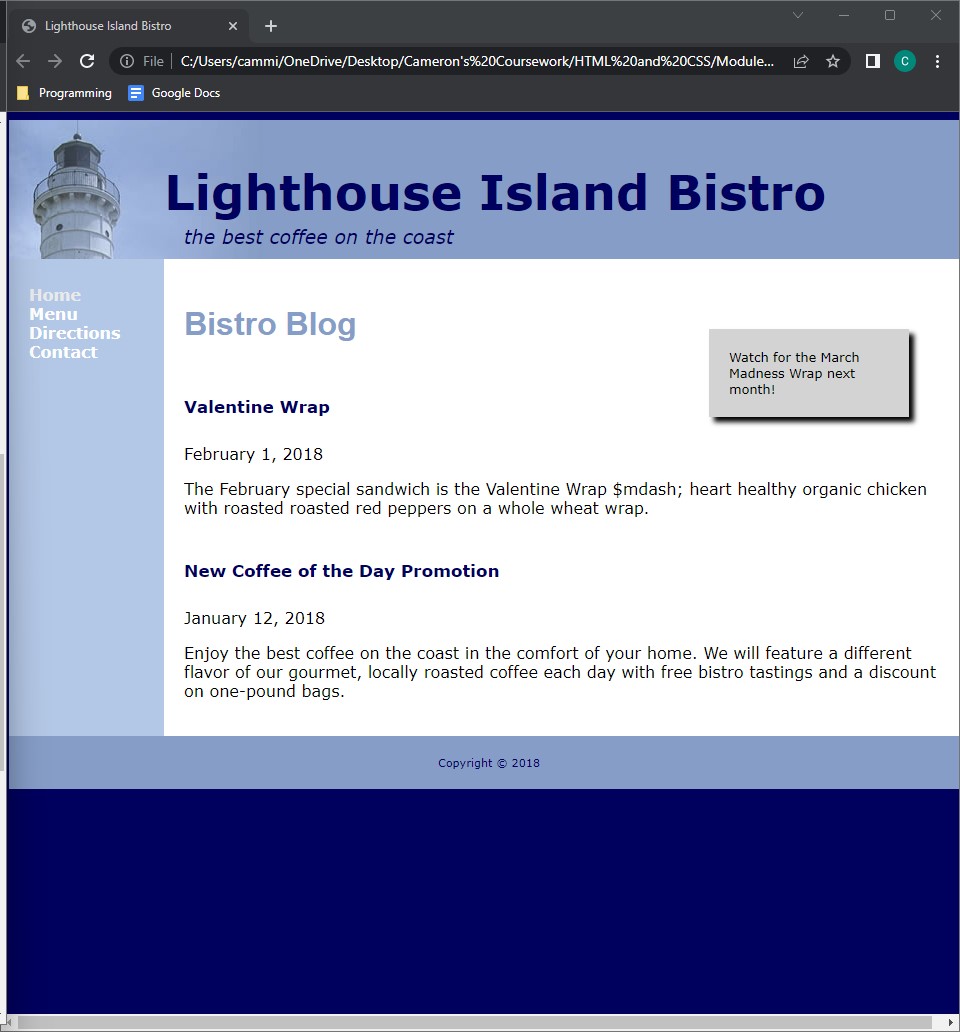 Lighthouse Island Bistro
File
C:/Users/cammi/OneDrive/Desktop/Cameron's%20Coursework/HTML%20and%20CSS/Module...
C
Programming
Google Docs
Lighthouse Island Bistro
the best coffee on the coast
Home
Menu
Directions
Contact
Bistro Blog
Watch for the March
Madness Wrap next
month!
Valentine Wrap
February 1, 2018
The February special sandwich is the Valentine Wrap $mdash; heart healthy organic chicken
with roasted roasted red peppers on a whole wheat wrap.
New Coffee of the Day Promotion
January 12, 2018
Enjoy the best coffee on the coast in the comfort of your home. We will feature a different
flavor of our gourmet, locally roasted coffee each day with free bistro tastings and a discount
on one-pound bags.
Copyright © 2018